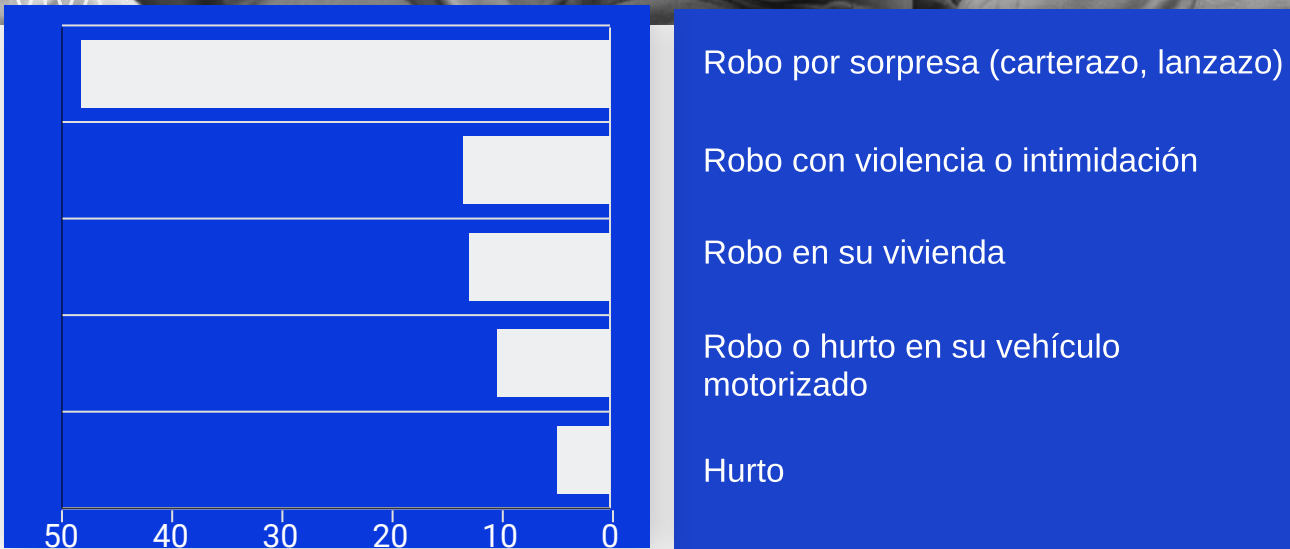 Robo por sorpresa (carterazo, lanzazo)
Robo con violencia o intimidación
Robo en su vivienda
Robo o hurto en su vehículo
motorizado
Hurto
50 40 30 20 10 0